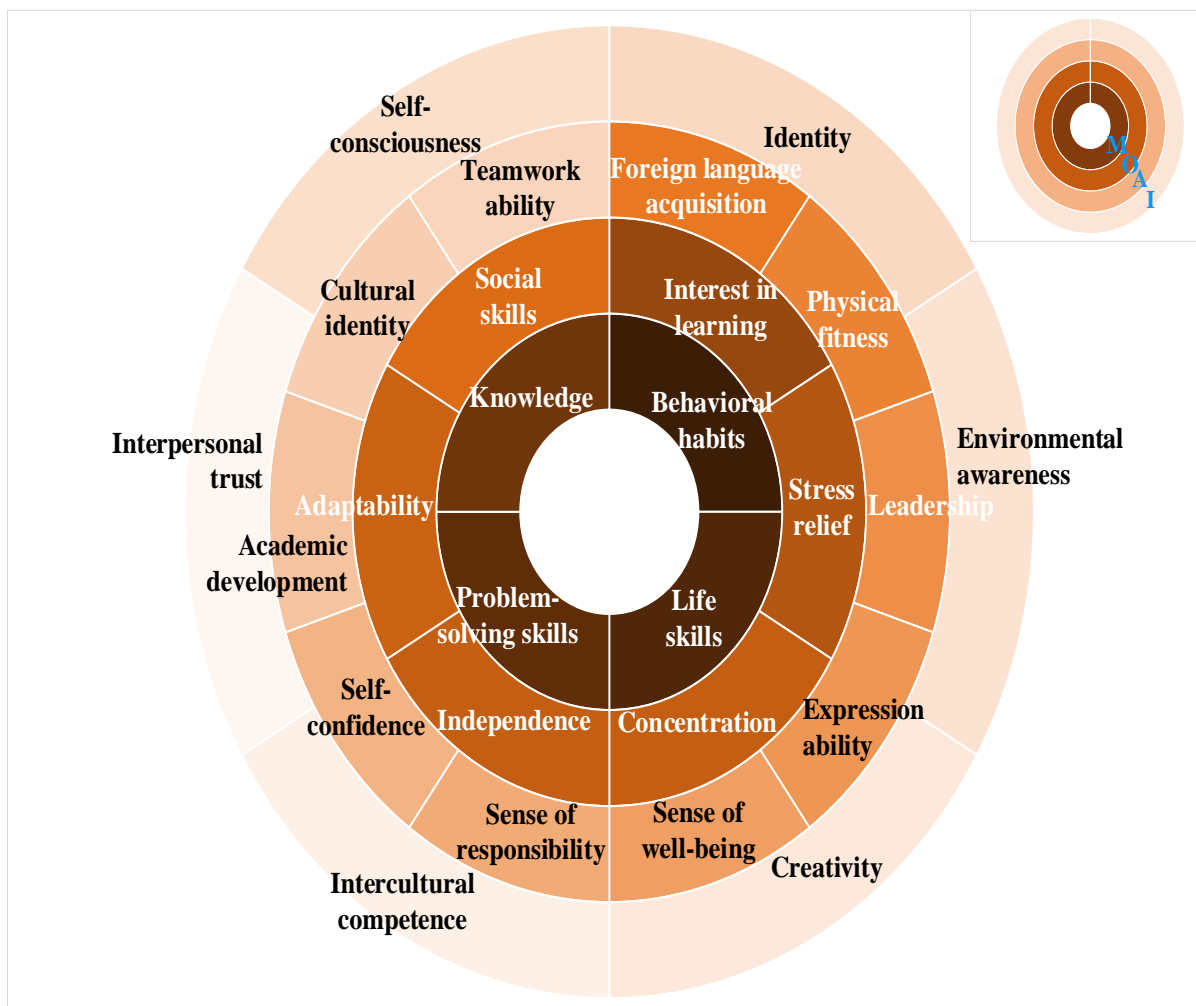 Self-
consciousness
Identity
Teamwork
ability
Foreign language
acquisition
Cultural
identity
Social
skills
Interest in
learning
Physical
fitness
Knowledge
Behavioral
habits
Interpersonal
trust
Environmental
awareness
Adaptability
Stress
relief
Leadership
Academic
development
Problem-
solving skills
Life
skills
Self-
confidence
Independence
Concentration
Expression
ability
Sense of
responsibility
Sense of
well-being
Intercultural
competence
Creativity
M
O
A
I